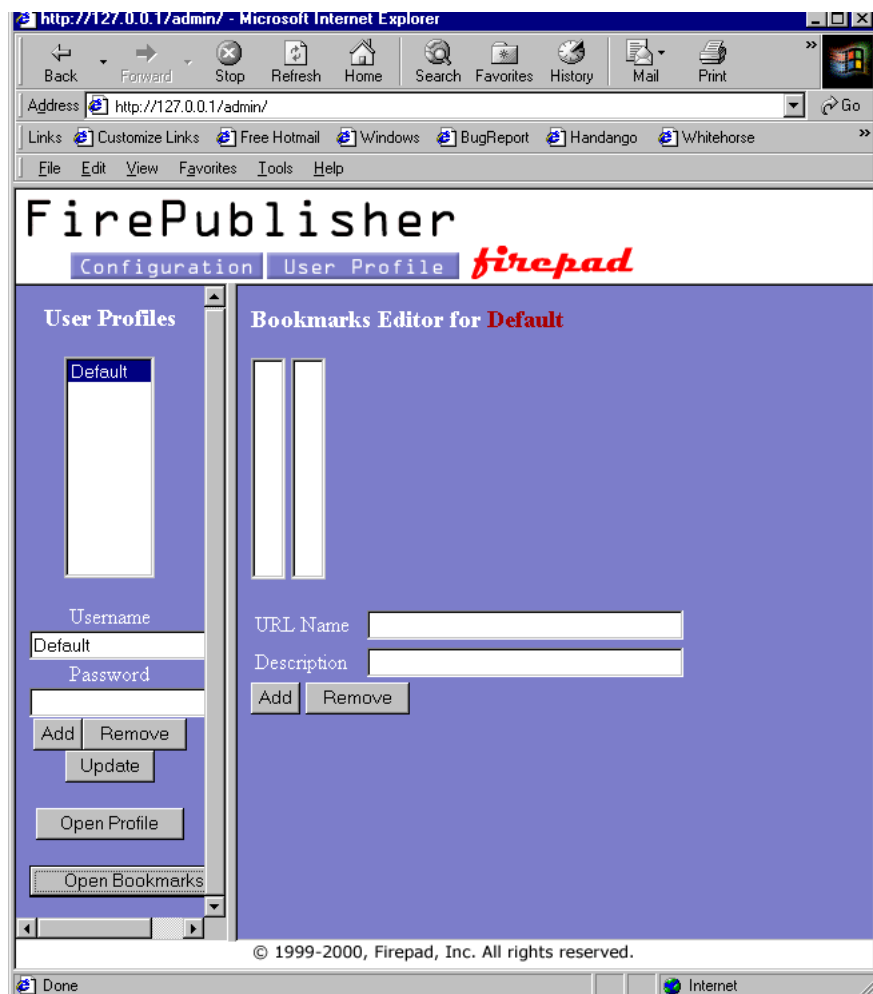 http://127.0.0.1/admin/ - Microsoft Internet Explorer
Back Forward Stop Refresh Home Search Favorites History Mail Print »
Address http://127.0.0.1/admin/ Go
Links Customize Links Free Hotmail Windows BugReport Handango Whitehorse »
File Edit View Favorites Tools Help
FirePublisher
Configuration User Profile firepad
User Profiles
Default
Username
Default
Password
Add Remove
Update
Open Profile
Open Bookmarks
Bookmarks Editor for Default
URL Name
Description
Add Remove
© 1999-2000, Firepad, Inc. All rights reserved.
Done Internet